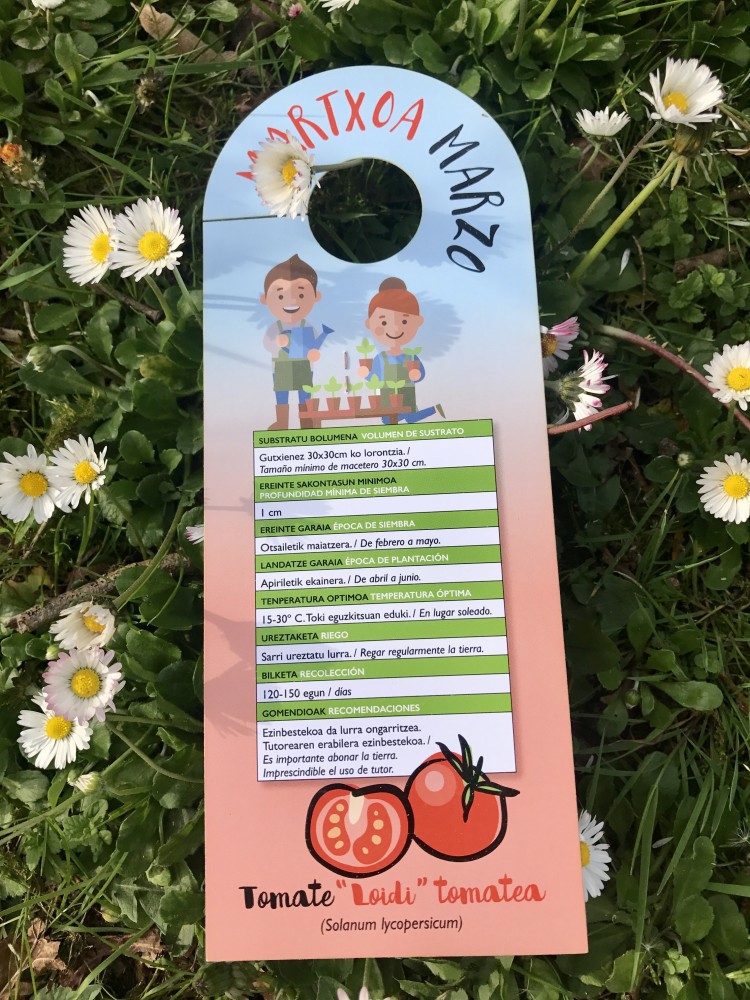 MARTXOA MARZO
SUBSTRATU BOLUMENA VOLUMEN DE SUSTRATO
Gutxienez 30x30cm ko lorontzia. /
Tamaño mínimo de macetero 30x30 cm.
EREINTE SAKONTASUN MINIMOA
PROFUNDIDAD MÍNIMA DE SIEMBRA
1 cm
EREINTE GARAIA ÉPOCA DE SIEMBRA
Otsailetik maiatzera. / De febrero a mayo.
LANDATZE GARAIA ÉPOCA DE PLANTACIÓN
Apiriletik ekainera. / De abril a junio.
TENPERATURA OPTIMOA TEMPERATURA ÓPTIMA
15-30º C. Toki eguzkitsuan eduki. / En lugar soleado.
UREZTAKETA RIEGO
Sarri ureztatu lurra. / Regar regularmente la tierra.
BILKETA RECOLECCIÓN
120-150 egun / días
GOMENDIOAK RECOMENDACIONES
Ezinbestekoa da lurra ongarritzea.
Tutorearen erabilera ezinbestekoa. /
Es importante abonar la tierra.
Imprescindible el uso de tutor.
Tomate "Loidi" tomatea
(Solanum lycopersicum)